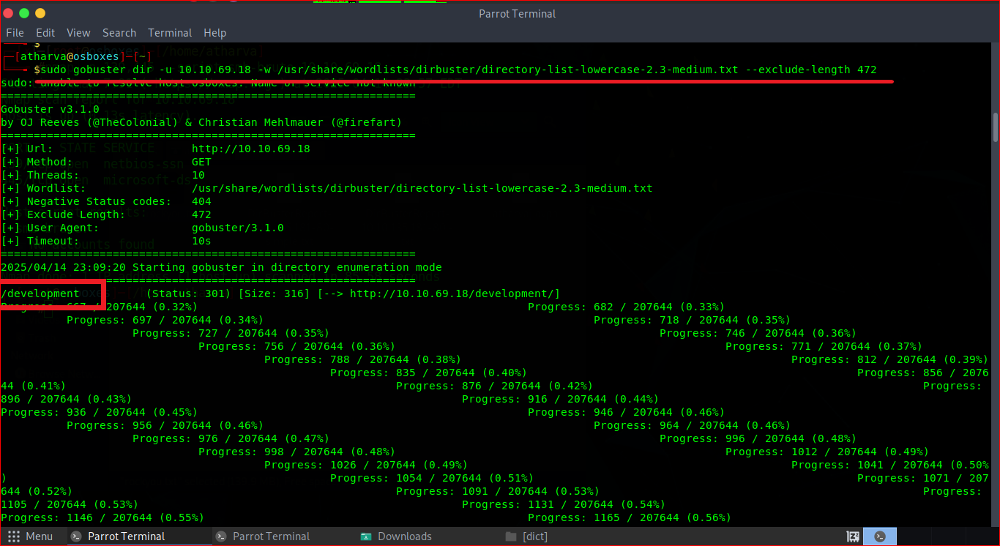 Parrot Terminal
File Edit View Search Terminal Help
$
[atharva@osboxes]─[~]
$sudo gobuster dir -u 10.10.69.18 -w /usr/share/wordlists/dirbuster/directory-list-lowercase-2.3-medium.txt --exclude-length 472
sudo: unable to resolve host osboxes: Name or service not known
===============================================================
Gobuster v3.1.0
by OJ Reeves (@TheColonial) & Christian Mehlmauer (@firefart)
===============================================================
[+] Url: http://10.10.69.18
[+] Method: GET
[+] Threads: 10
[+] Wordlist: /usr/share/wordlists/dirbuster/directory-list-lowercase-2.3-medium.txt
[+] Negative Status codes: 404
[+] Exclude Length: 472
[+] User Agent: gobuster/3.1.0
[+] Timeout: 10s
===============================================================
2025/04/14 23:09:20 Starting gobuster in directory enumeration mode
===============================================================
/development (Status: 301) [Size: 316] [--> http://10.10.69.18/development/]
Progress: 667 / 207644 (0.32%) Progress: 682 / 207644 (0.33%)
Progress: 697 / 207644 (0.34%) Progress: 718 / 207644 (0.35%)
Progress: 727 / 207644 (0.35%) Progress: 746 / 207644 (0.36%)
Progress: 756 / 207644 (0.36%) Progress: 771 / 207644 (0.37%)
Progress: 788 / 207644 (0.38%) Progress: 812 / 207644 (0.39%)
Progress: 835 / 207644 (0.40%) Progress: 856 / 2076
44 (0.41%) Progress: 876 / 207644 (0.42%) Progress:
896 / 207644 (0.43%) Progress: 916 / 207644 (0.44%)
Progress: 936 / 207644 (0.45%) Progress: 946 / 207644 (0.46%)
Progress: 956 / 207644 (0.46%) Progress: 964 / 207644 (0.46%)
Progress: 976 / 207644 (0.47%) Progress: 996 / 207644 (0.48%)
Progress: 998 / 207644 (0.48%) Progress: 1012 / 207644 (0.49%)
Progress: 1026 / 207644 (0.49%) Progress: 1041 / 207644 (0.50%
) Progress: 1054 / 207644 (0.51%) Progress: 1071 / 207
644 (0.52%) Progress: 1091 / 207644 (0.53%) Progress:
1105 / 207644 (0.53%) Progress: 1131 / 207644 (0.54%)
Progress: 1146 / 207644 (0.55%) Progress: 1165 / 207644 (0.56%)
Menu Parrot Terminal Parrot Terminal Downloads [dict]